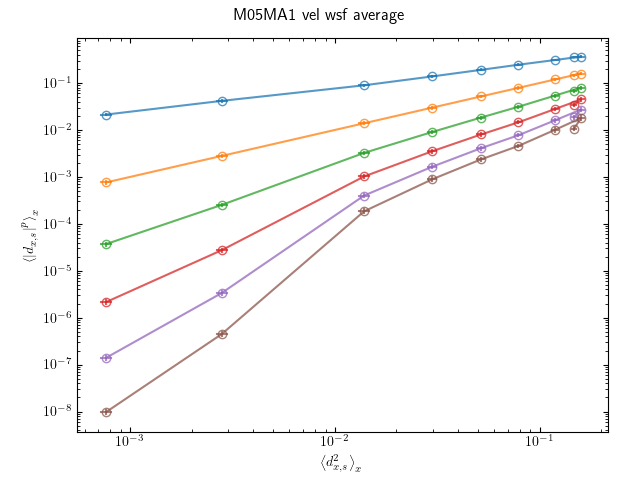 M05MA1 vel wsf average
10⁻¹
10⁻²
10⁻³
10⁻⁴
10⁻⁵
10⁻⁶
10⁻⁷
10⁻⁸
⟨|d_{x,s}|^p⟩_x
10⁻³ 10⁻² 10⁻¹
⟨d²_{x,s}⟩_x